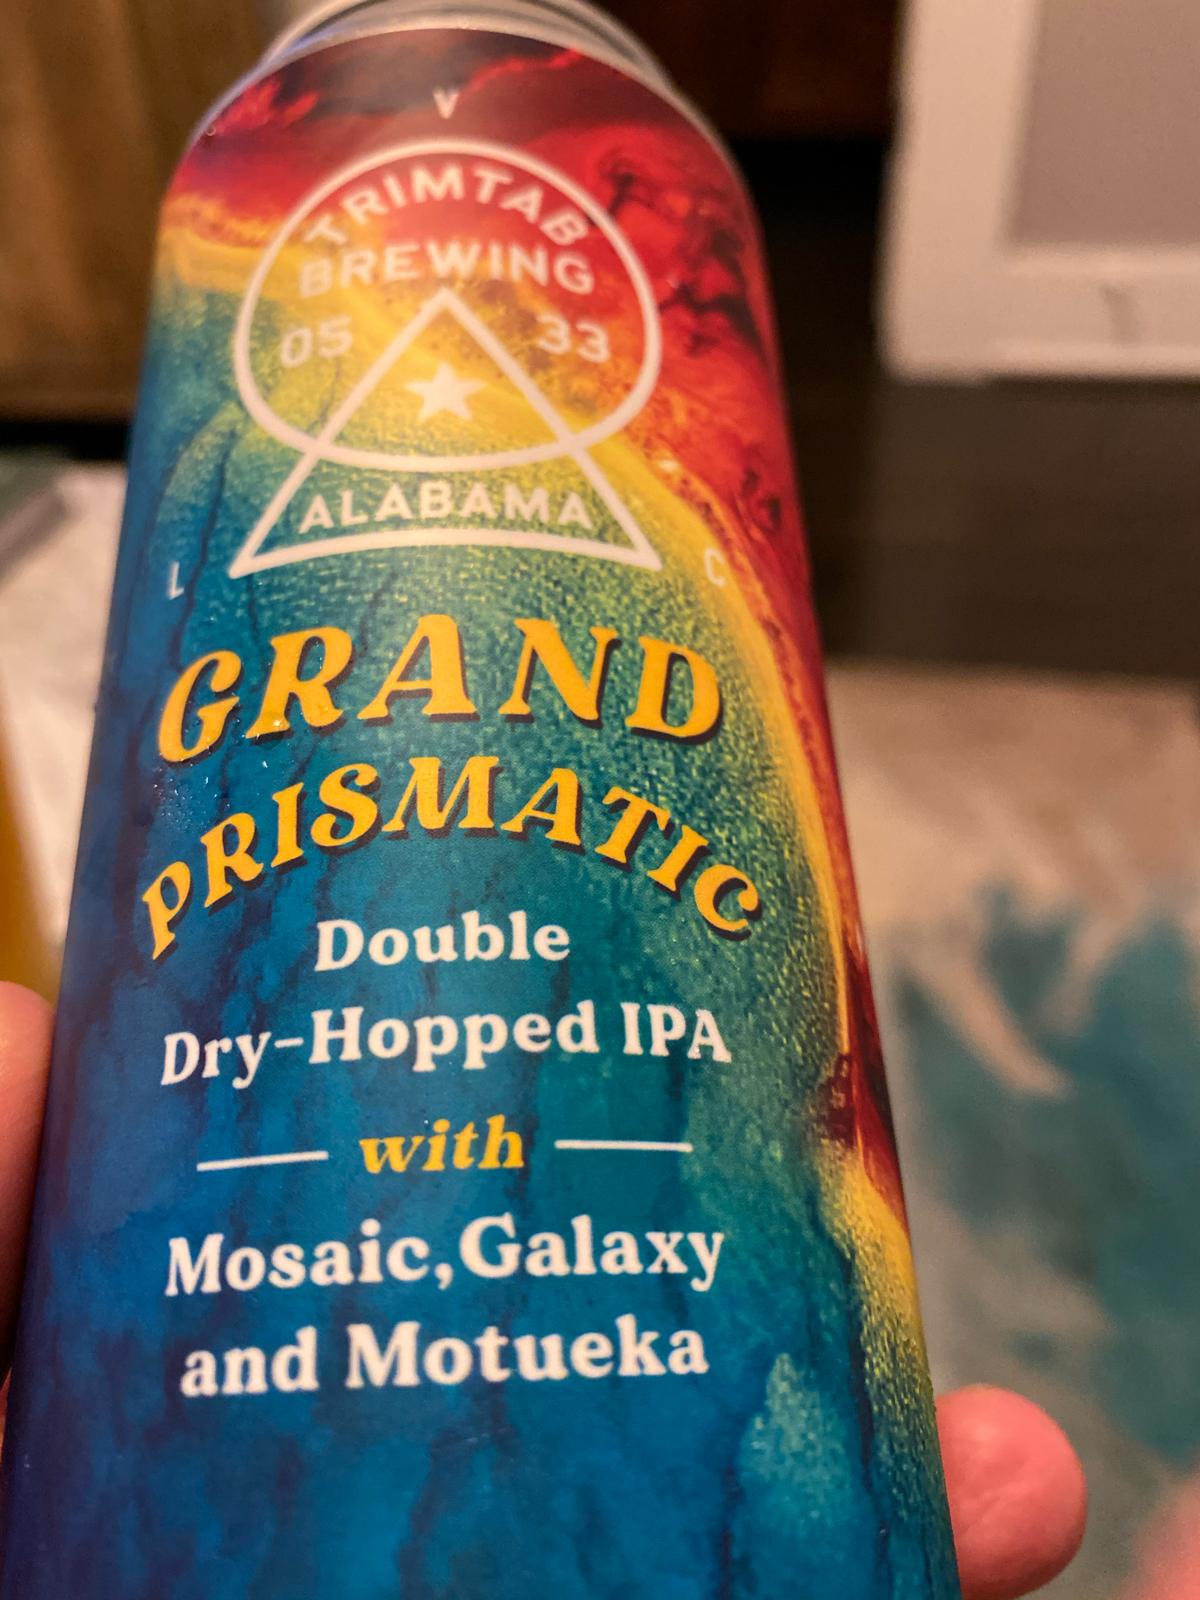 V
TRIMTAB
BREWING
05 33
ALABAMA
L C
GRAND
PRISMATIC
Double
Dry-Hopped IPA
with
Mosaic, Galaxy
and Motueka